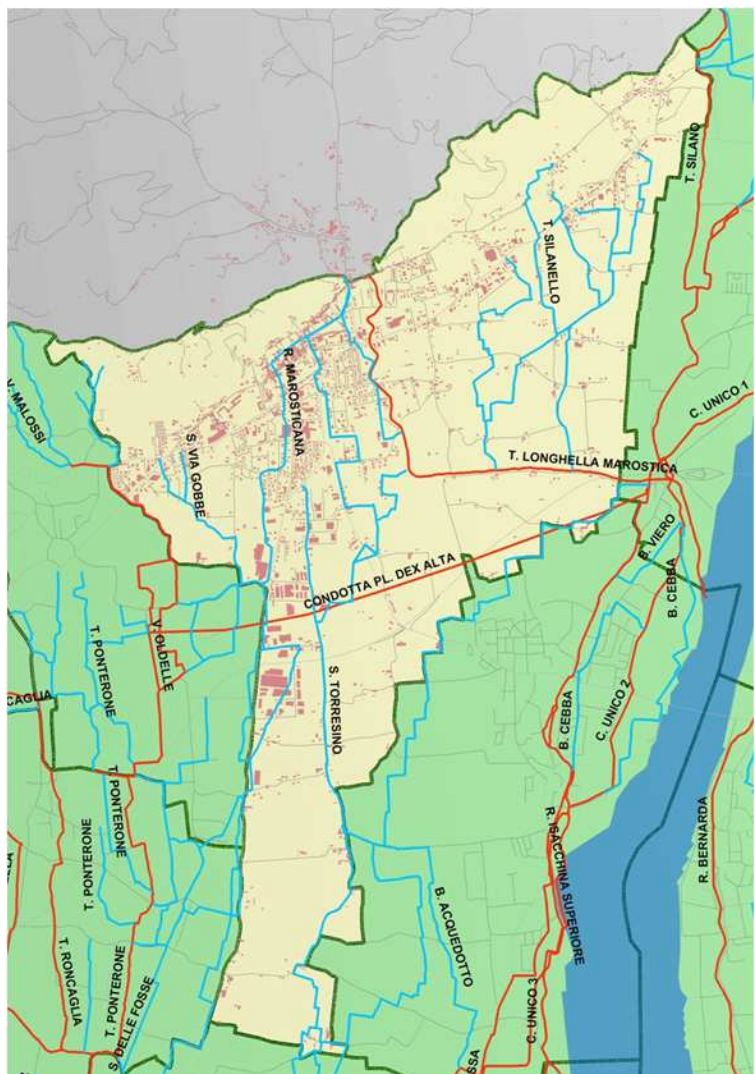 T. SILANO
T. SILANELLO
V. MALOSSI
R. MAROSTICANA
S. VIA GOBBE
C. UNICO 1
T. LONGHELLA MAROSTICA
B. VIERO
B. CEBBA
CONDOTTA PL. DEX ALTA
V. OLDELLE
T. PONTERONE
CAGLIA
S. TORRESINO
B. CEBBA
C. UNICO 2
T. PONTERONE
T. PONTERONE
R. ISACCHINA SUPERIORE
R. BERNARDA
B. ACQUEDOTTO
T. RONCAGLIA
T. PONTERONE
S. DELLE FOSSE
C. UNICO 3
SSA